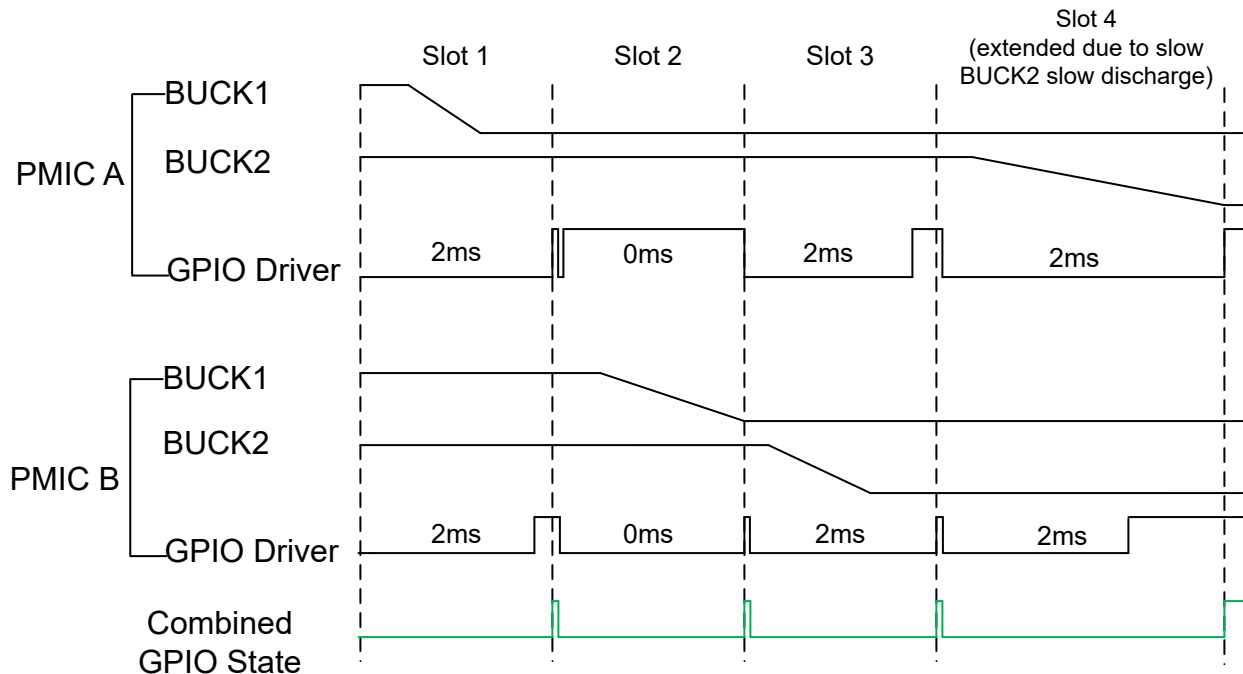 Slot 1
Slot 2
Slot 3
Slot 4
(extended due to slow
BUCK2 slow discharge)
PMIC A
BUCK1
BUCK2
GPIO Driver
2ms
0ms
2ms
2ms
PMIC B
BUCK1
BUCK2
GPIO Driver
2ms
0ms
2ms
2ms
Combined
GPIO State